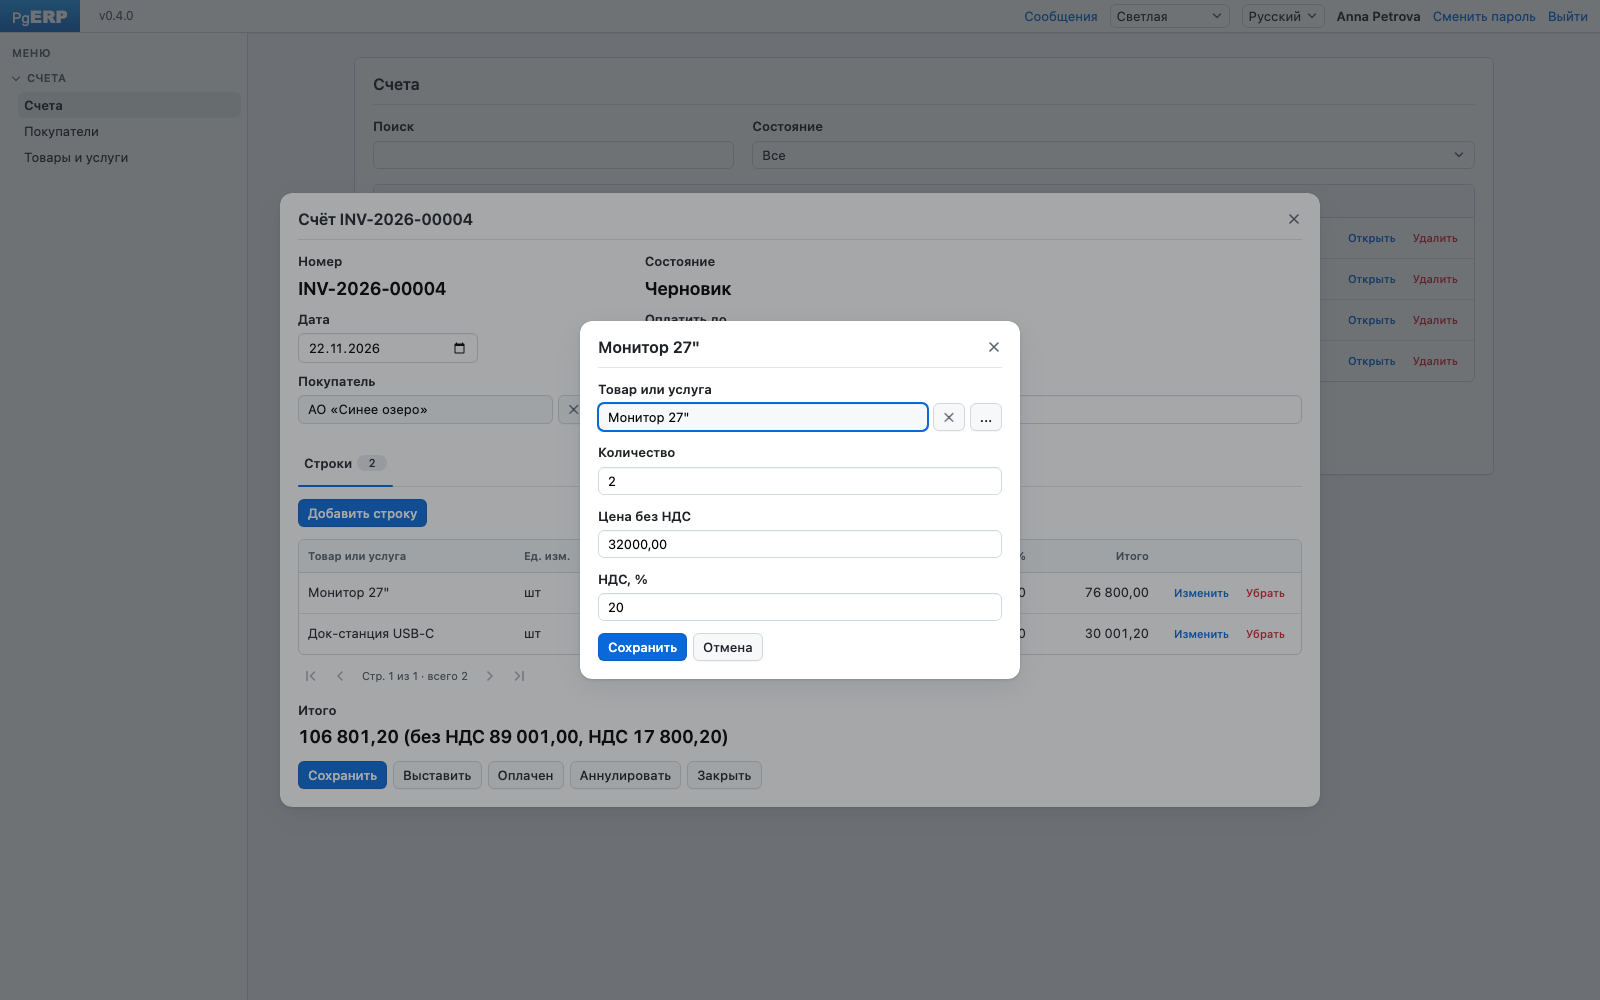 PgERP v0.4.0 Сообщения Светлая Русский Anna Petrova Сменить пароль Выйти
МЕНЮ
СЧЕТА
Счета
Покупатели
Товары и услуги
Счета
Поиск Состояние
Все
Открыть Удалить
Открыть Удалить
Открыть Удалить
Открыть Удалить
Счёт INV-2026-00004
Номер Состояние
INV-2026-00004 Черновик
Дата Оплатить до
22.11.2026
Покупатель
АО «Синее озеро»
Строки 2
Добавить строку
Товар или услуга Ед. изм. % Итого
Монитор 27" шт 0 76 800,00 Изменить Убрать
Док-станция USB-C шт 0 30 001,20 Изменить Убрать
Стр. 1 из 1 · всего 2
Итого
106 801,20 (без НДС 89 001,00, НДС 17 800,20)
Сохранить Выставить Оплачен Аннулировать Закрыть
Монитор 27"
Товар или услуга
Монитор 27" ...
Количество
2
Цена без НДС
32000,00
НДС, %
20
Сохранить Отмена